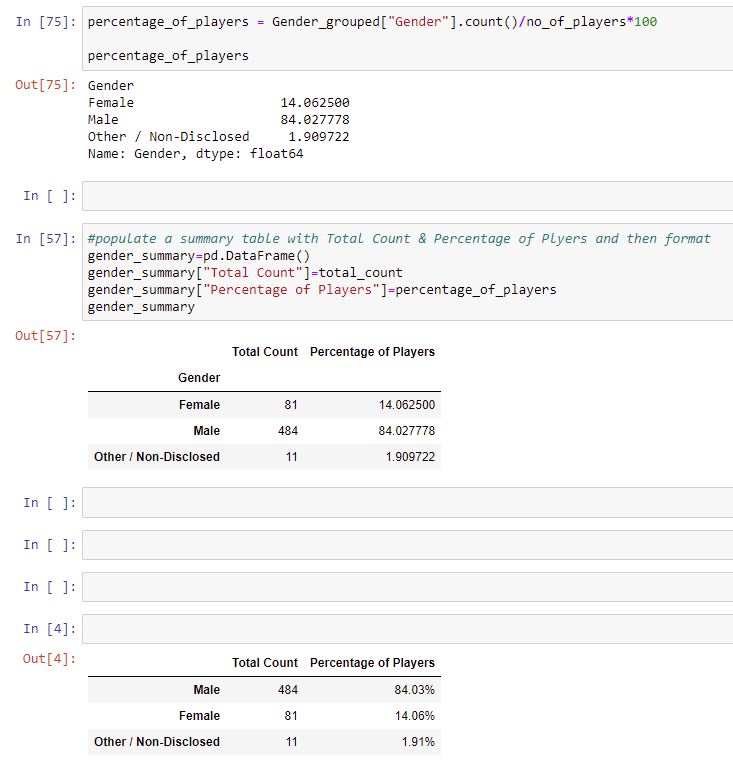 In [75]: percentage_of_players = Gender_grouped["Gender"].count()/no_of_players*100
percentage_of_players
Out[75]: Gender
Female 14.062500
Male 84.027778
Other / Non-Disclosed 1.909722
Name: Gender, dtype: float64
In [ ]:
In [57]: #populate a summary table with Total Count & Percentage of Plyers and then format
gender_summary=pd.DataFrame()
gender_summary["Total Count"]=total_count
gender_summary["Percentage of Players"]=percentage_of_players
gender_summary
Out[57]:
Total Count Percentage of Players
Gender
Female 81 14.062500
Male 484 84.027778
Other / Non-Disclosed 11 1.909722
In [ ]:
In [ ]:
In [ ]:
In [4]:
Out[4]:
Total Count Percentage of Players
Male 484 84.03%
Female 81 14.06%
Other / Non-Disclosed 11 1.91%